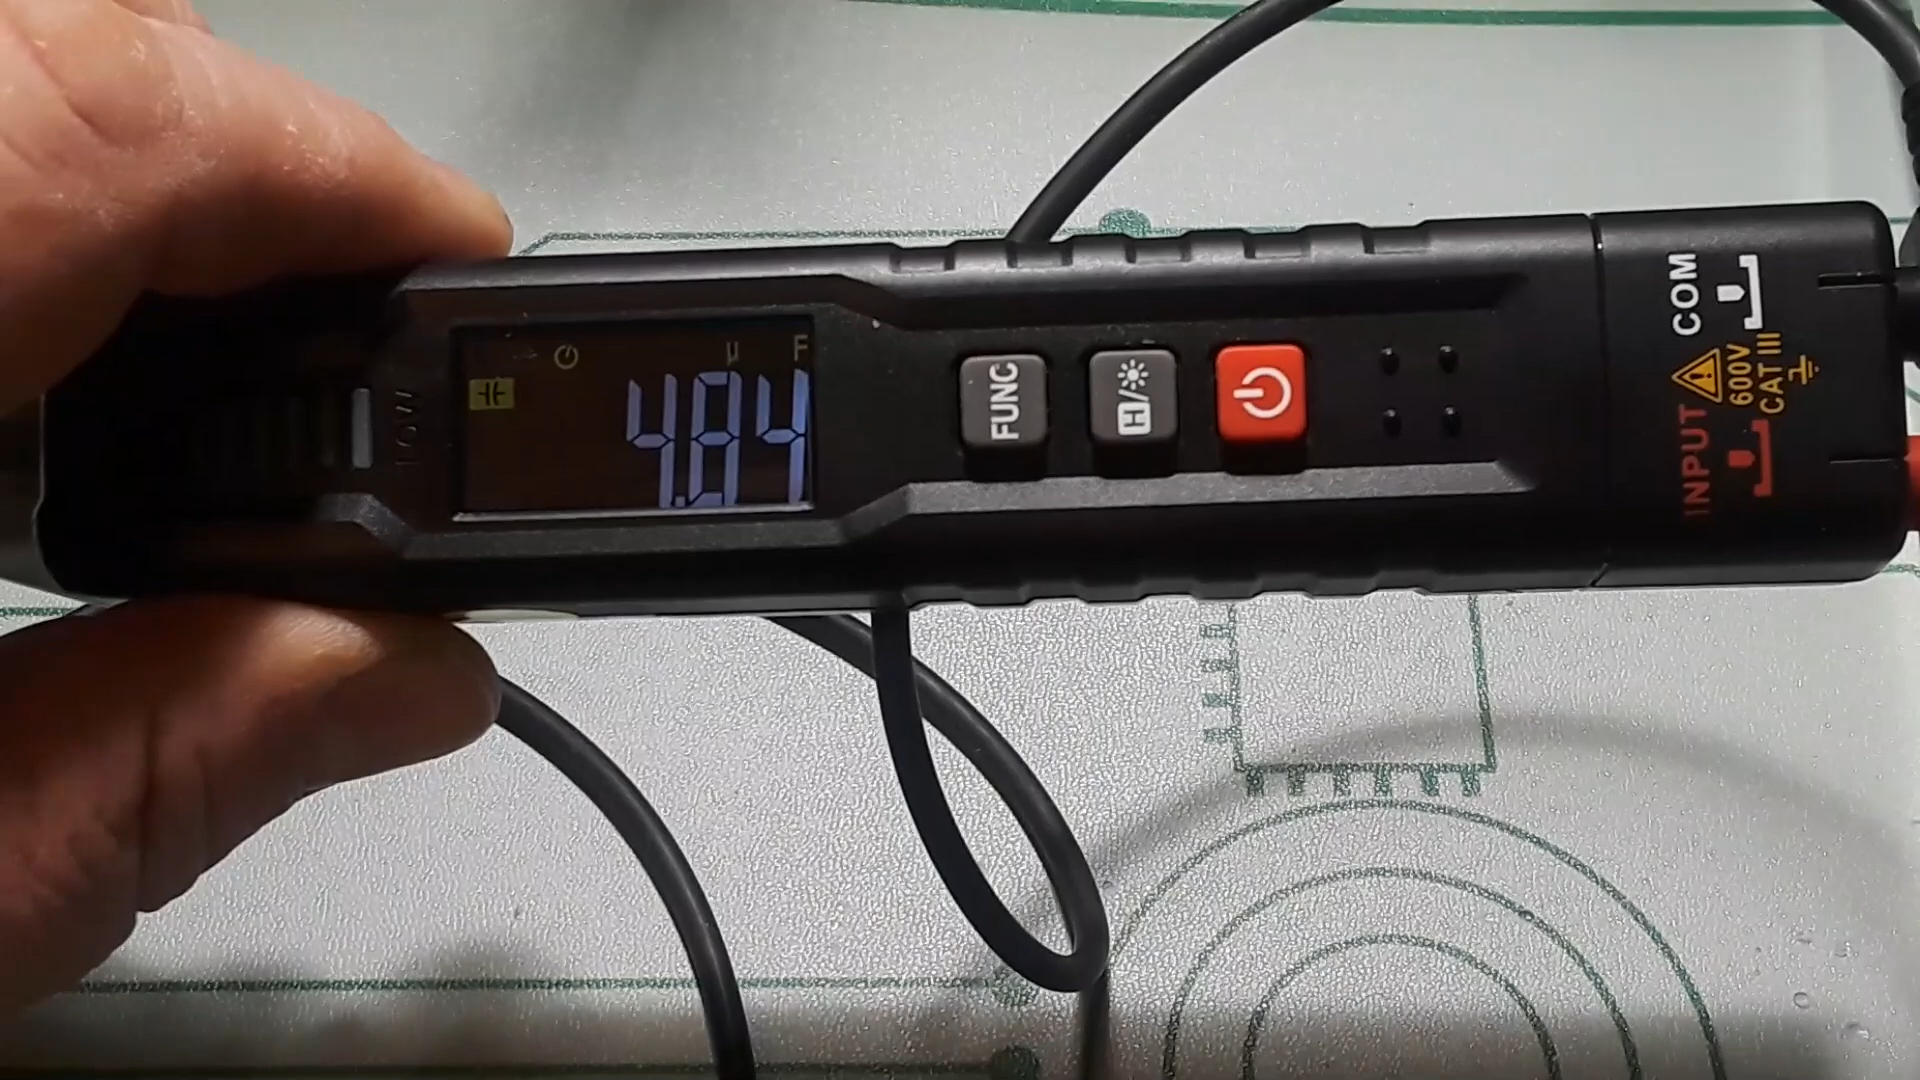 µ F
4.84
LOW
FUNC
H/
COM
600V
CAT III
INPUT